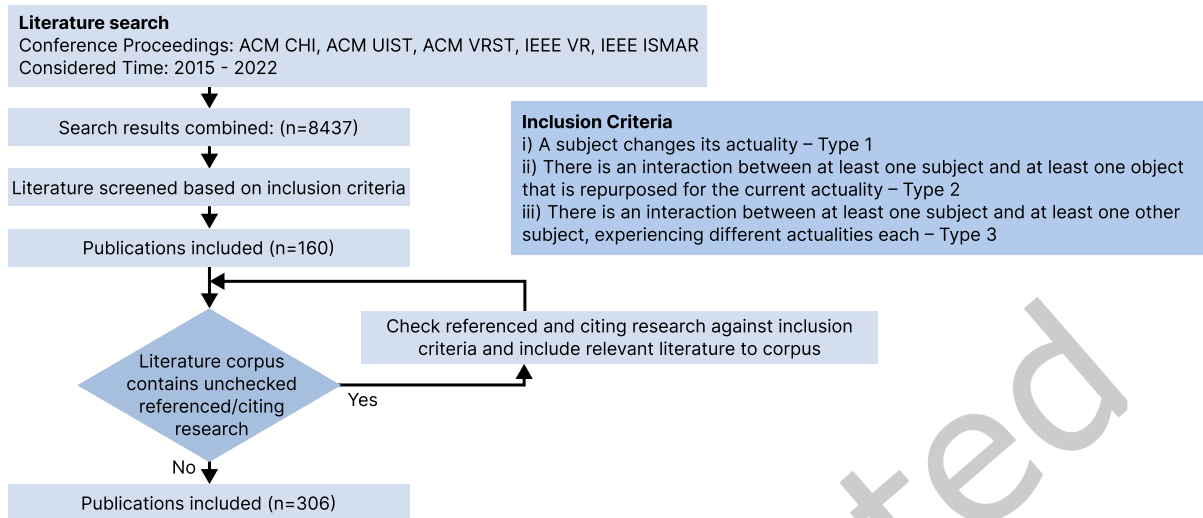 Literature search
Conference Proceedings: ACM CHI, ACM UIST, ACM VRST, IEEE VR, IEEE ISMAR
Considered Time: 2015 - 2022
Search results combined: (n=8437)
Literature screened based on inclusion criteria
Publications included (n=160)
Inclusion Criteria
i) A subject changes its actuality – Type 1
ii) There is an interaction between at least one subject and at least one object
that is repurposed for the current actuality – Type 2
iii) There is an interaction between at least one subject and at least one other
subject, experiencing different actualities each – Type 3
Check referenced and citing research against inclusion
criteria and include relevant literature to corpus
Literature corpus
contains unchecked
referenced/citing
research
Yes
No
Publications included (n=306)
ted